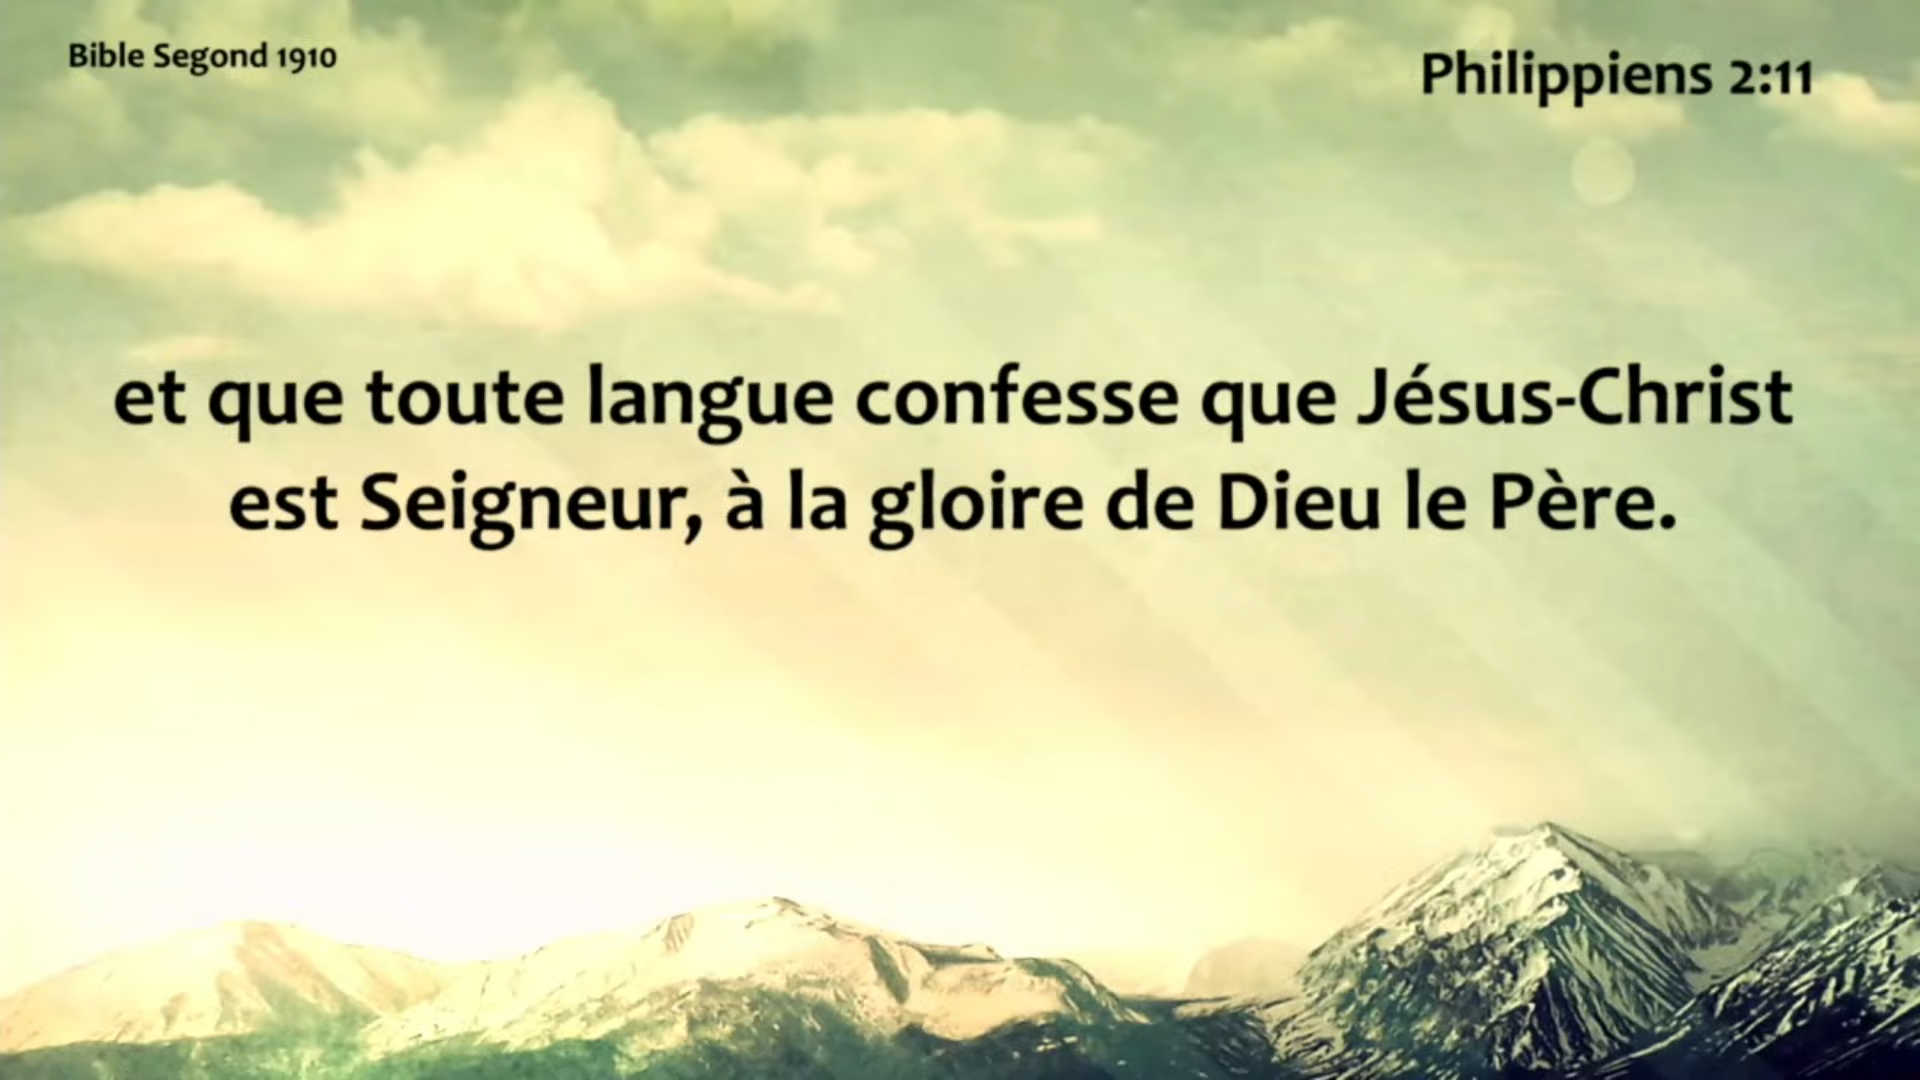 Bible Segond 1910
Philippiens 2:11
et que toute langue confesse que Jésus-Christ
est Seigneur, à la gloire de Dieu le Père.